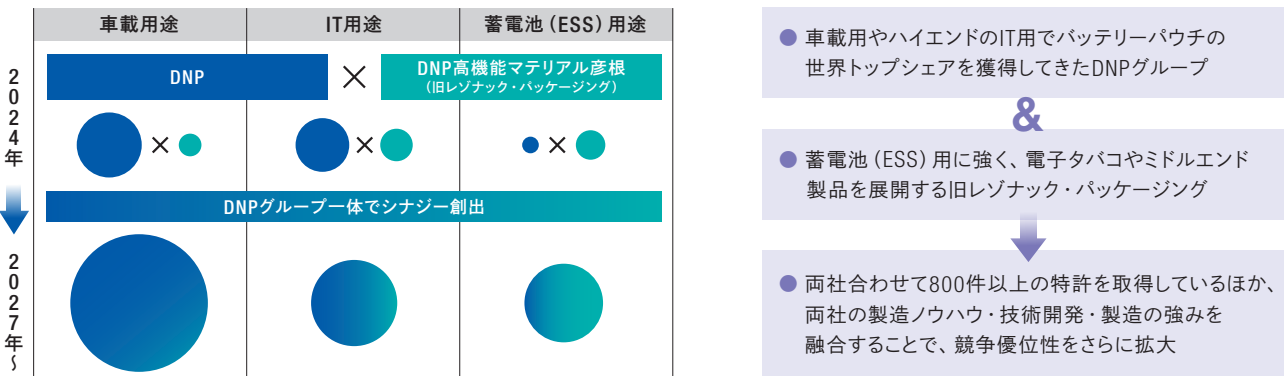 車載用途
IT用途
蓄電池（ESS）用途
2024年
DNP
×
DNP高機能マテリアル彦根
（旧レゾナック・パッケージング）
×
×
×
DNPグループ一体でシナジー創出
2027年～
● 車載用やハイエンドのIT用でバッテリーパウチの
世界トップシェアを獲得してきたDNPグループ
&
● 蓄電池（ESS）用に強く、電子タバコやミドルエンド
製品を展開する旧レゾナック・パッケージング
● 両社合わせて800件以上の特許を取得しているほか、
両社の製造ノウハウ・技術開発・製造の強みを
融合することで、競争優位性をさらに拡大